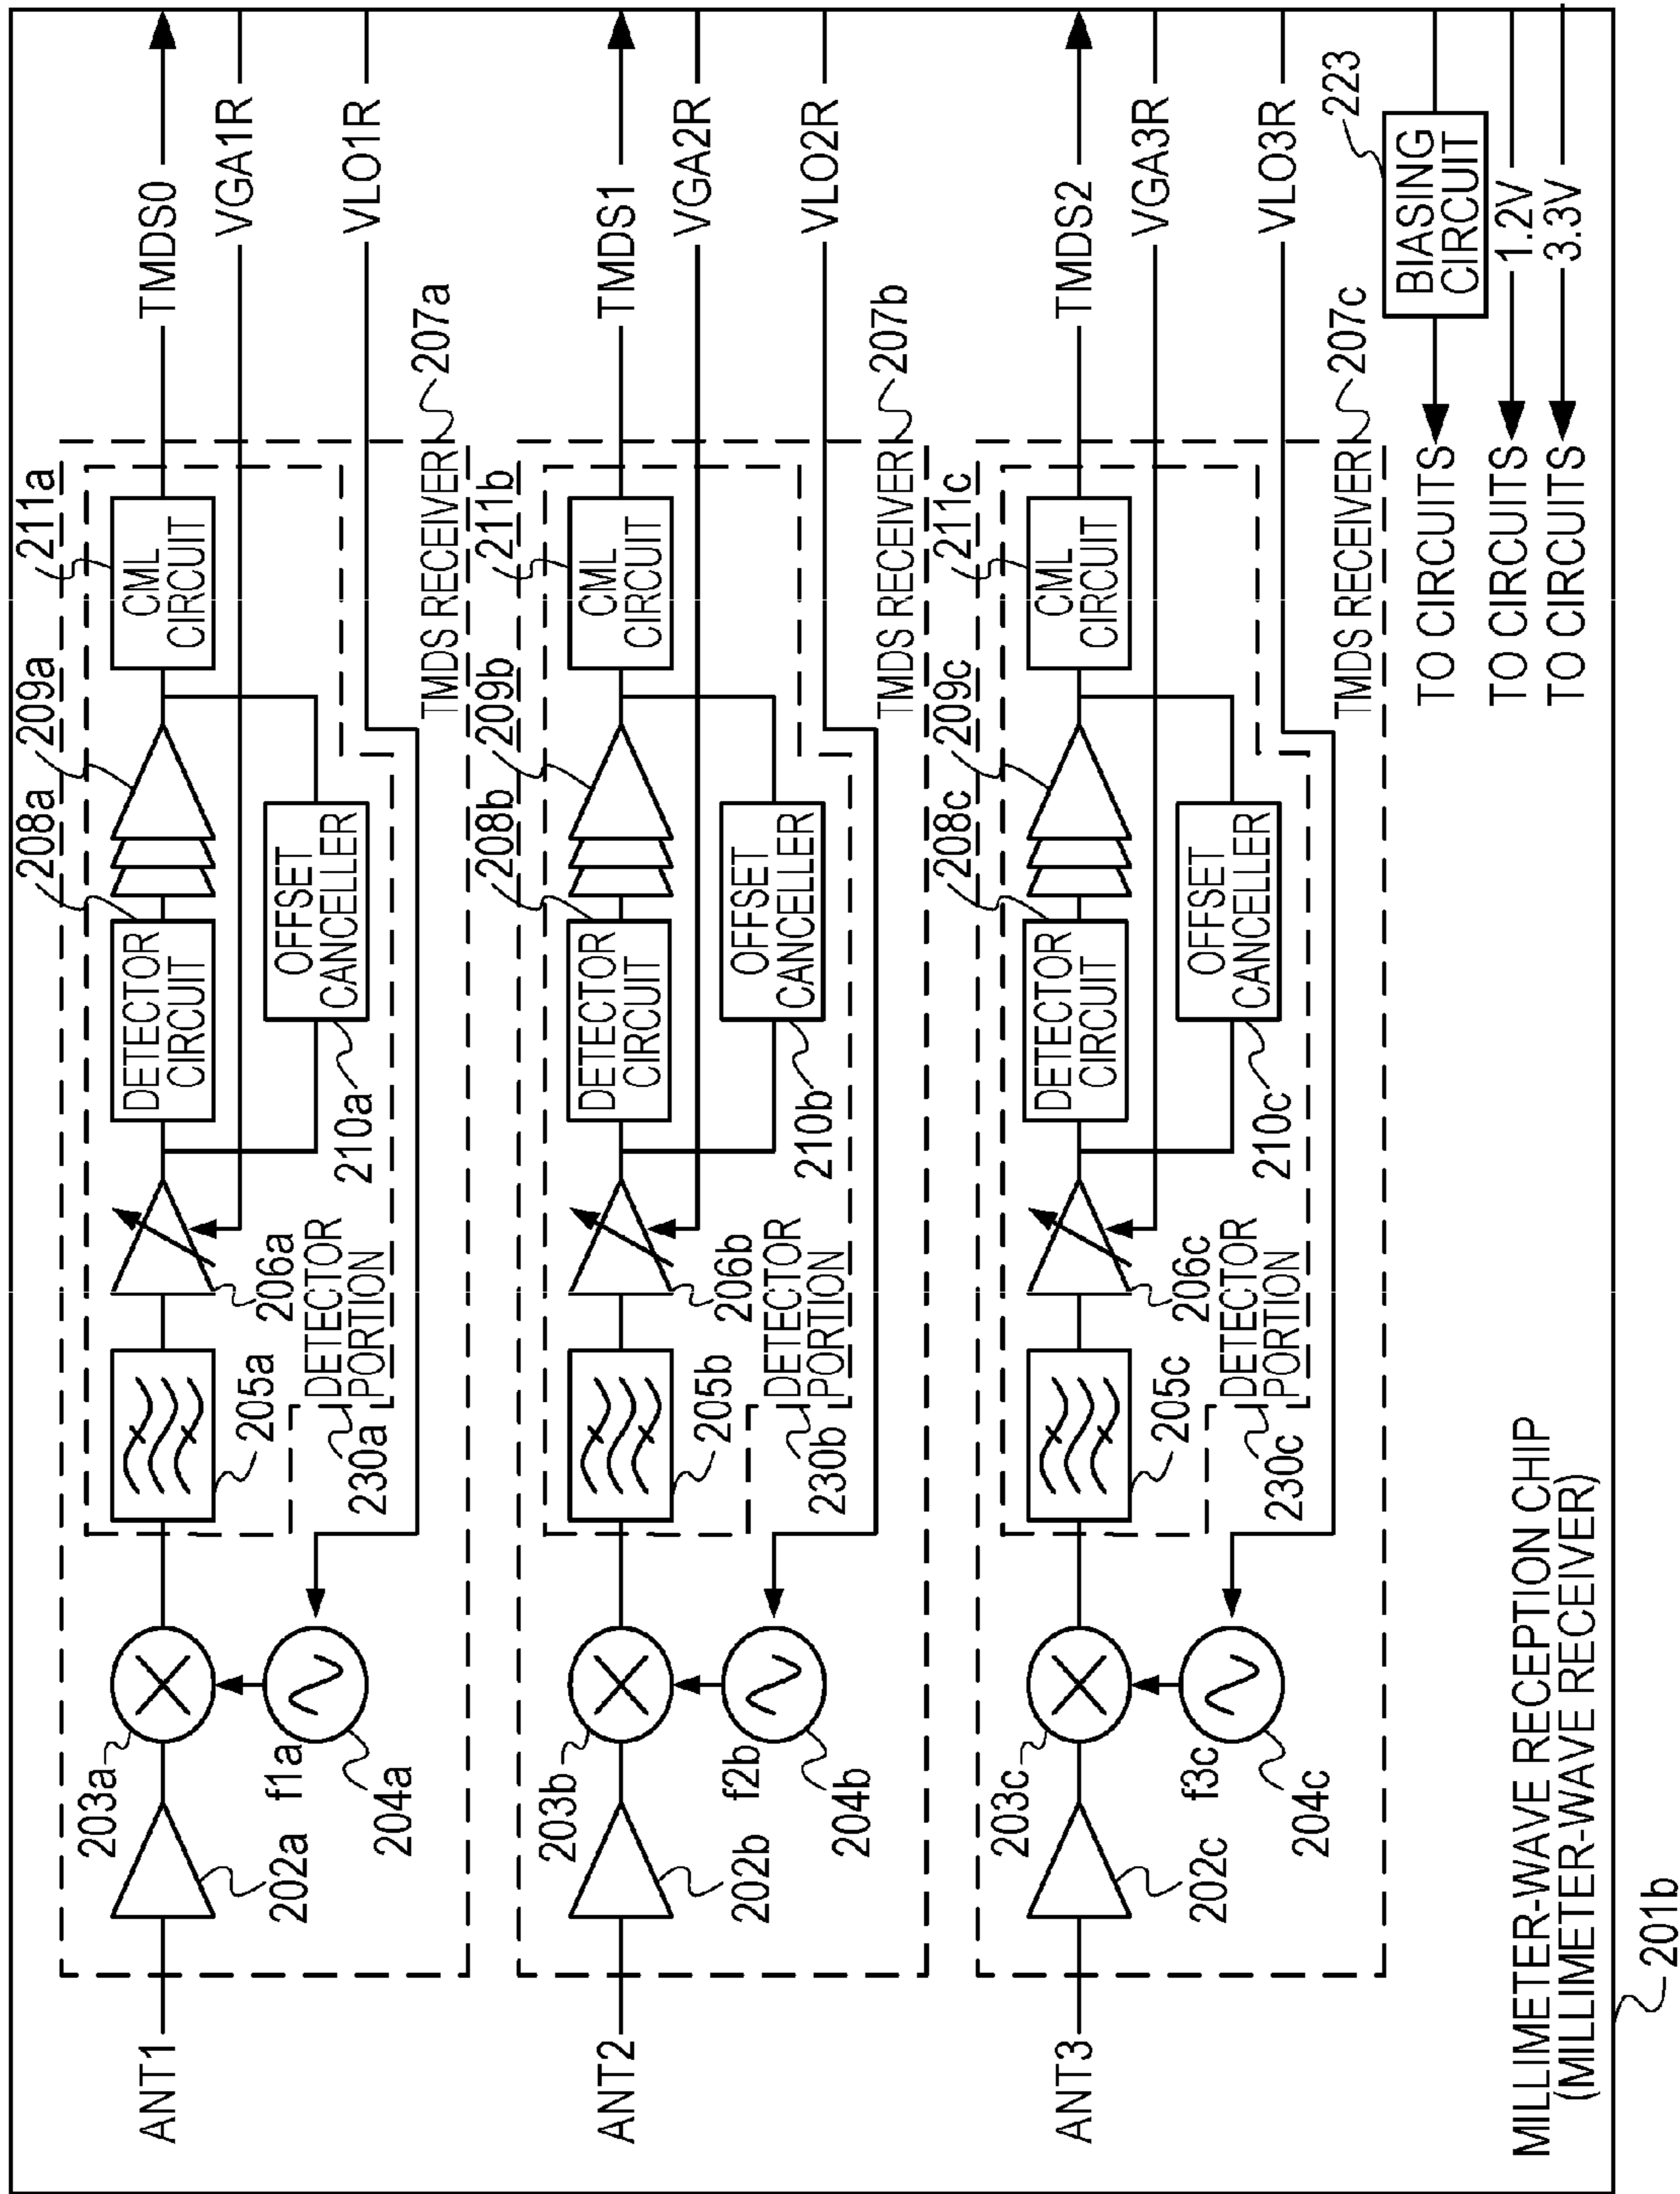 208a
209a
211a
203a
ANT1
202a
f1a
204a
205a
206a
DETECTOR
CIRCUIT
OFFSET
CANCELLER
210a
230a
DETECTOR
PORTION
CML
CIRCUIT
TMDS RECEIVER
207a
TMDS0
VGA1R
VLO1R
208b
209b
211b
203b
ANT2
202b
f2b
204b
205b
206b
DETECTOR
CIRCUIT
OFFSET
CANCELLER
210b
230b
DETECTOR
PORTION
CML
CIRCUIT
TMDS RECEIVER
207b
TMDS1
VGA2R
VLO2R
208c
209c
211c
203c
ANT3
202c
f3c
204c
205c
206c
DETECTOR
CIRCUIT
OFFSET
CANCELLER
210c
230c
DETECTOR
PORTION
CML
CIRCUIT
TMDS RECEIVER
207c
TMDS2
VGA3R
VLO3R
223
BIASING
CIRCUIT
TO CIRCUITS
TO CIRCUITS
1.2V
TO CIRCUITS
3.3V
MILLIMETER-WAVE RECEPTION CHIP
(MILLIMETER-WAVE RECEIVER)
201b